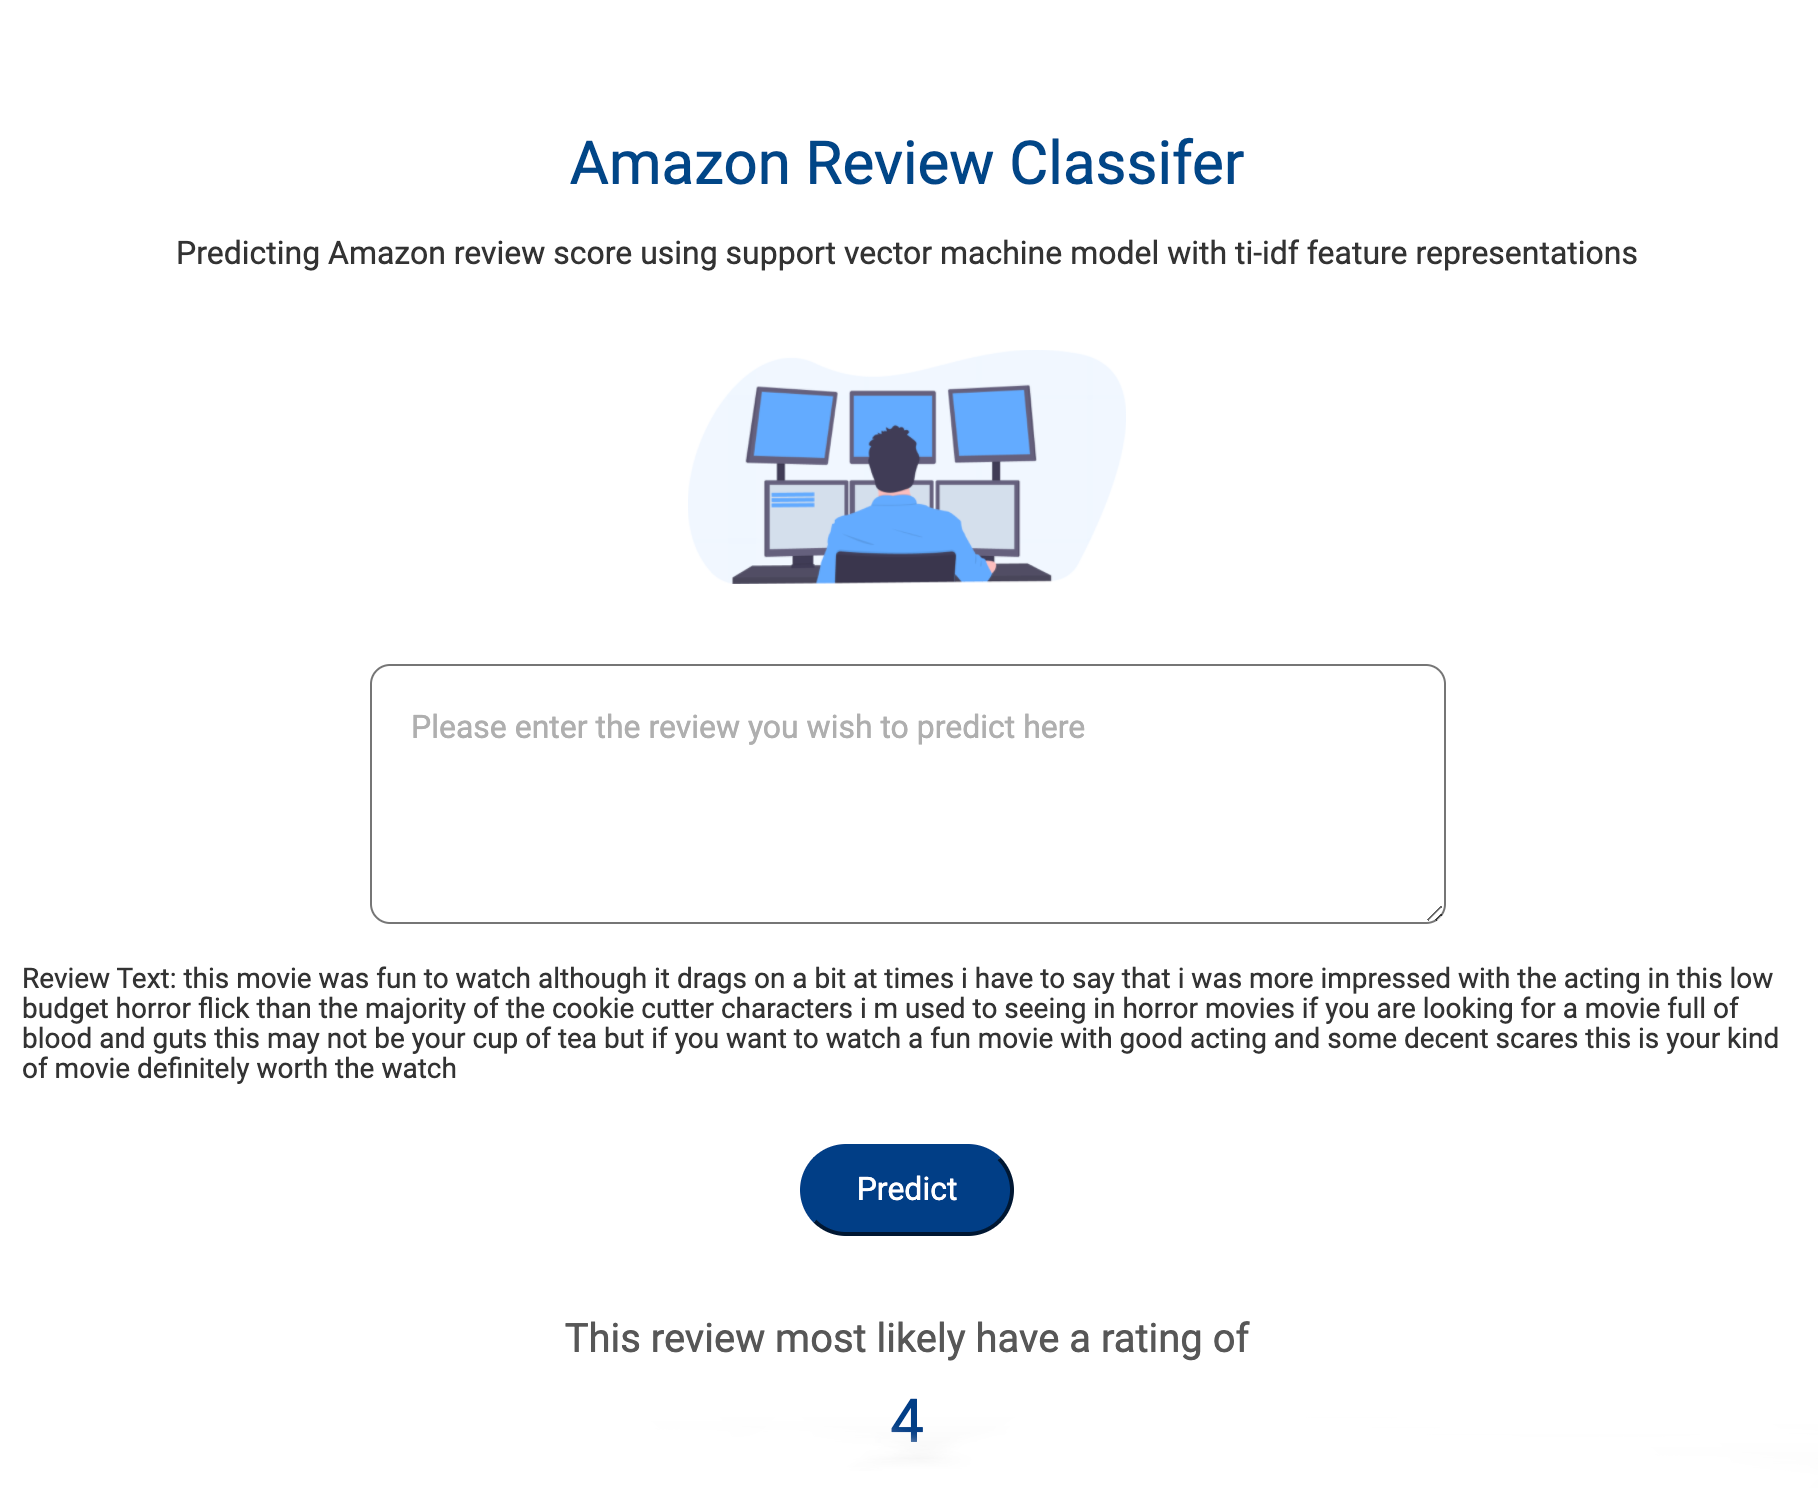 Amazon Review Classifer
Predicting Amazon review score using support vector machine model with ti-idf feature representations
Please enter the review you wish to predict here
Review Text: this movie was fun to watch although it drags on a bit at times i have to say that i was more impressed with the acting in this low
budget horror flick than the majority of the cookie cutter characters i m used to seeing in horror movies if you are looking for a movie full of
blood and guts this may not be your cup of tea but if you want to watch a fun movie with good acting and some decent scares this is your kind
of movie definitely worth the watch
Predict
This review most likely have a rating of
4